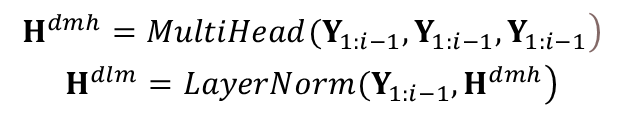 𝐇^{dmh} = MultiHead(𝐘_{1:i−1}, 𝐘_{1:i−1}, 𝐘_{1:i−1})
𝐇^{dlm} = LayerNorm(𝐘_{1:i−1}, 𝐇^{dmh})